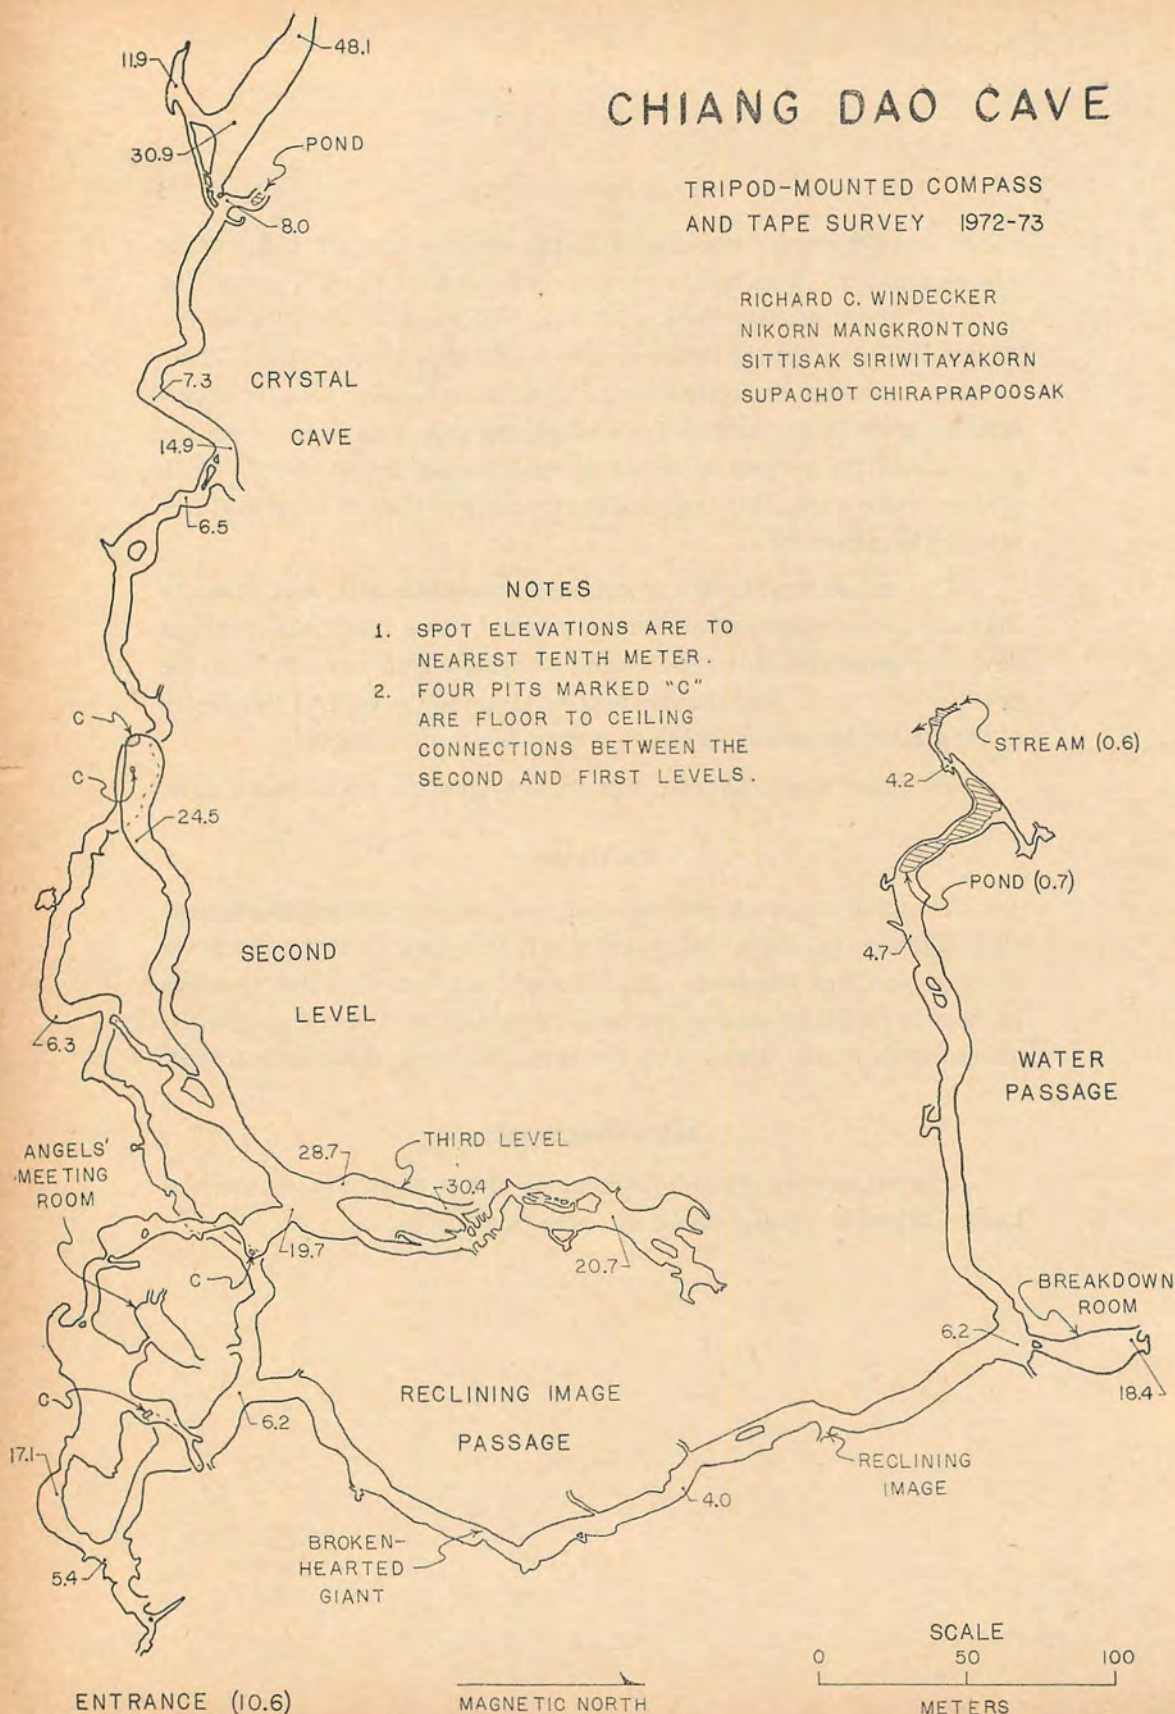 CHIANG DAO CAVE
TRIPOD-MOUNTED COMPASS
AND TAPE SURVEY 1972-73
RICHARD C. WINDECKER
NIKORN MANGKRONTONG
SITTISAK SIRIWITAYAKORN
SUPACHOT CHIRAPRAPOOSAK
48.1
11.9
30.9
POND
8.0
7.3
CRYSTAL
CAVE
14.9
6.5
NOTES
1. SPOT ELEVATIONS ARE TO
NEAREST TENTH METER.
2. FOUR PITS MARKED "C"
ARE FLOOR TO CEILING
CONNECTIONS BETWEEN THE
SECOND AND FIRST LEVELS.
C
C
24.5
STREAM (0.6)
4.2
POND (0.7)
4.7
SECOND
LEVEL
6.3
WATER
PASSAGE
ANGELS'
MEETING
ROOM
28.7
THIRD LEVEL
30.4
19.7
20.7
C
BREAKDOWN
ROOM
6.2
18.4
C
6.2
RECLINING IMAGE
PASSAGE
17.1
RECLINING
IMAGE
4.0
BROKEN-
HEARTED
GIANT
5.4
ENTRANCE (10.6)
MAGNETIC NORTH
SCALE
0 50 100
METERS